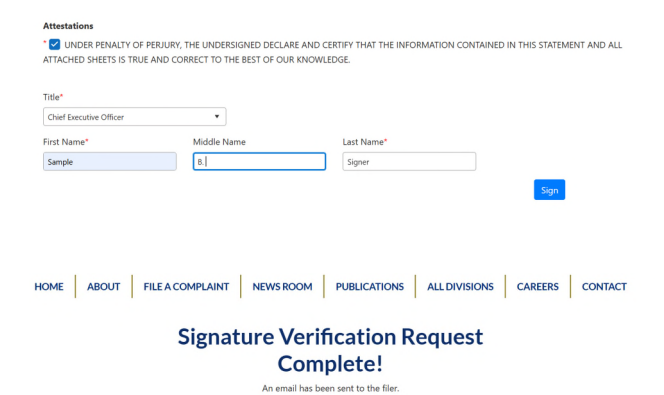 Attestations
* UNDER PENALTY OF PERJURY, THE UNDERSIGNED DECLARE AND CERTIFY THAT THE INFORMATION CONTAINED IN THIS STATEMENT AND ALL
ATTACHED SHEETS IS TRUE AND CORRECT TO THE BEST OF OUR KNOWLEDGE.
Title*
Chief Executive Officer
First Name* Middle Name Last Name*
Sample B. Signer
Sign
HOME ABOUT FILE A COMPLAINT NEWS ROOM PUBLICATIONS ALL DIVISIONS CAREERS CONTACT
Signature Verification Request
Complete!
An email has been sent to the filer.